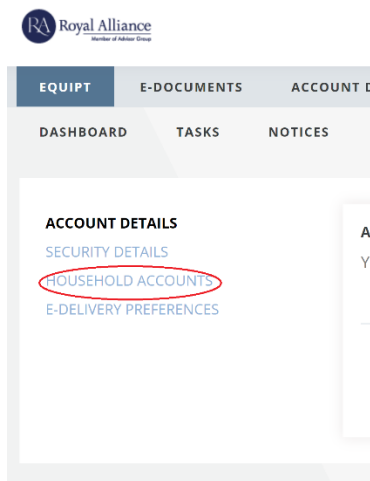 RA Royal Alliance
Member of Advisor Group
EQUIPT E-DOCUMENTS ACCOUNT
DASHBOARD TASKS NOTICES
ACCOUNT DETAILS
SECURITY DETAILS
HOUSEHOLD ACCOUNTS
E-DELIVERY PREFERENCES
A
Y